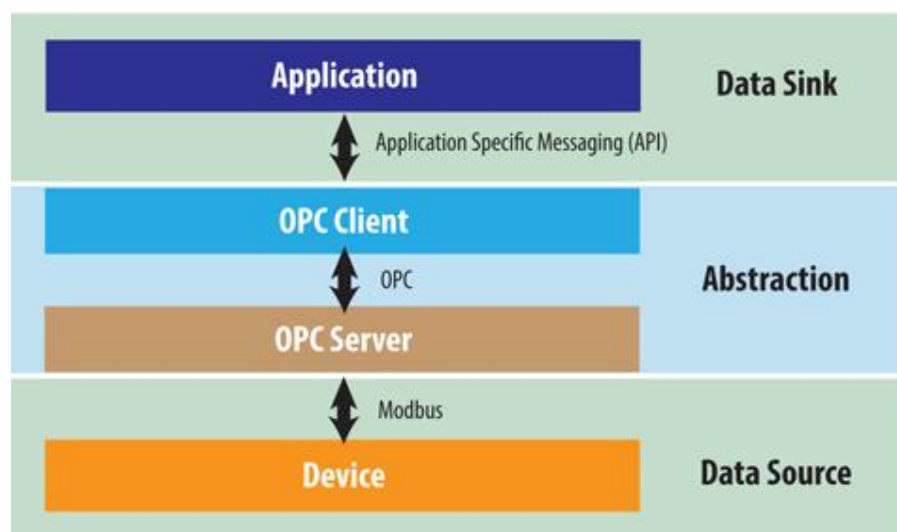 Application
Data Sink
Application Specific Messaging (API)
OPC Client
OPC
Abstraction
OPC Server
Modbus
Device
Data Source